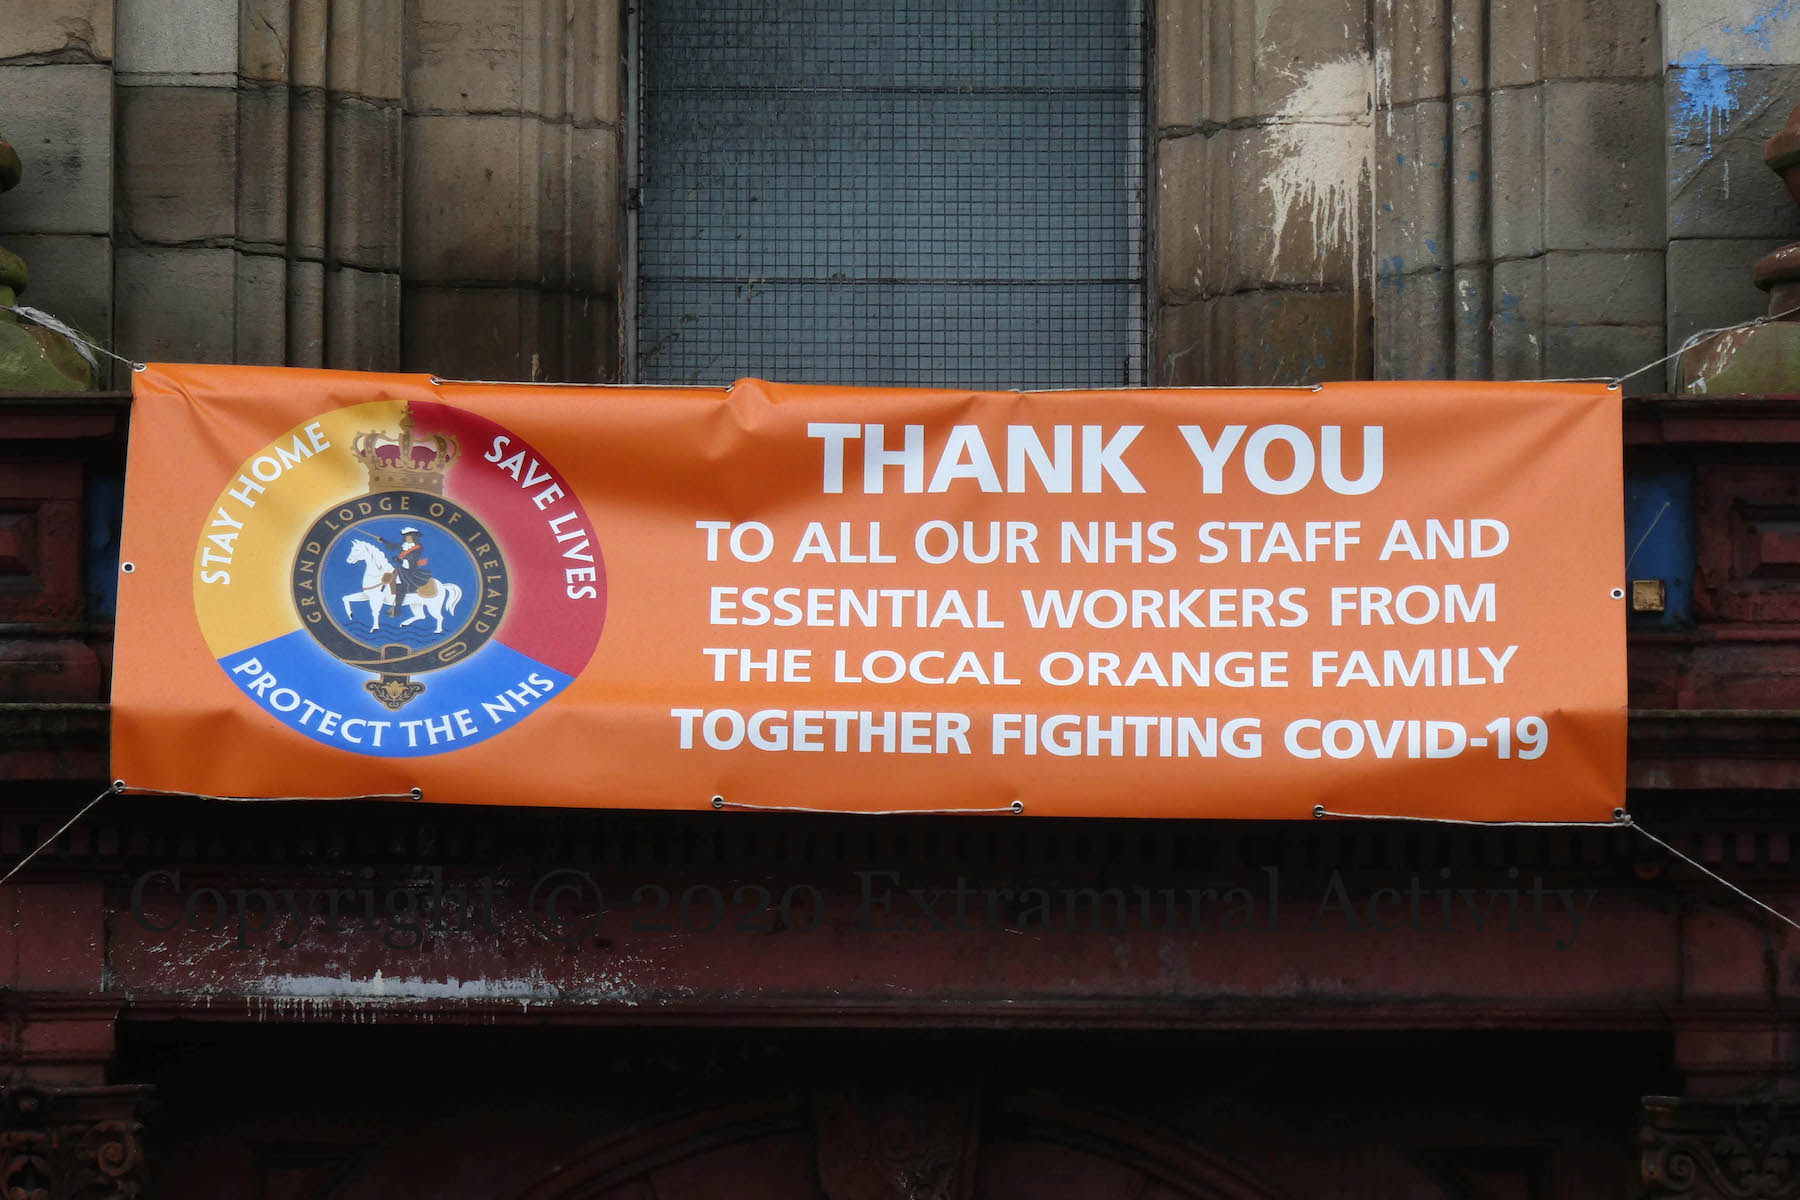 STAY HOME
SAVE LIVES
GRAND LODGE OF IRELAND
PROTECT THE NHS
THANK YOU
TO ALL OUR NHS STAFF AND
ESSENTIAL WORKERS FROM
THE LOCAL ORANGE FAMILY
TOGETHER FIGHTING COVID-19
Copyright © 2020 Extramural Activity